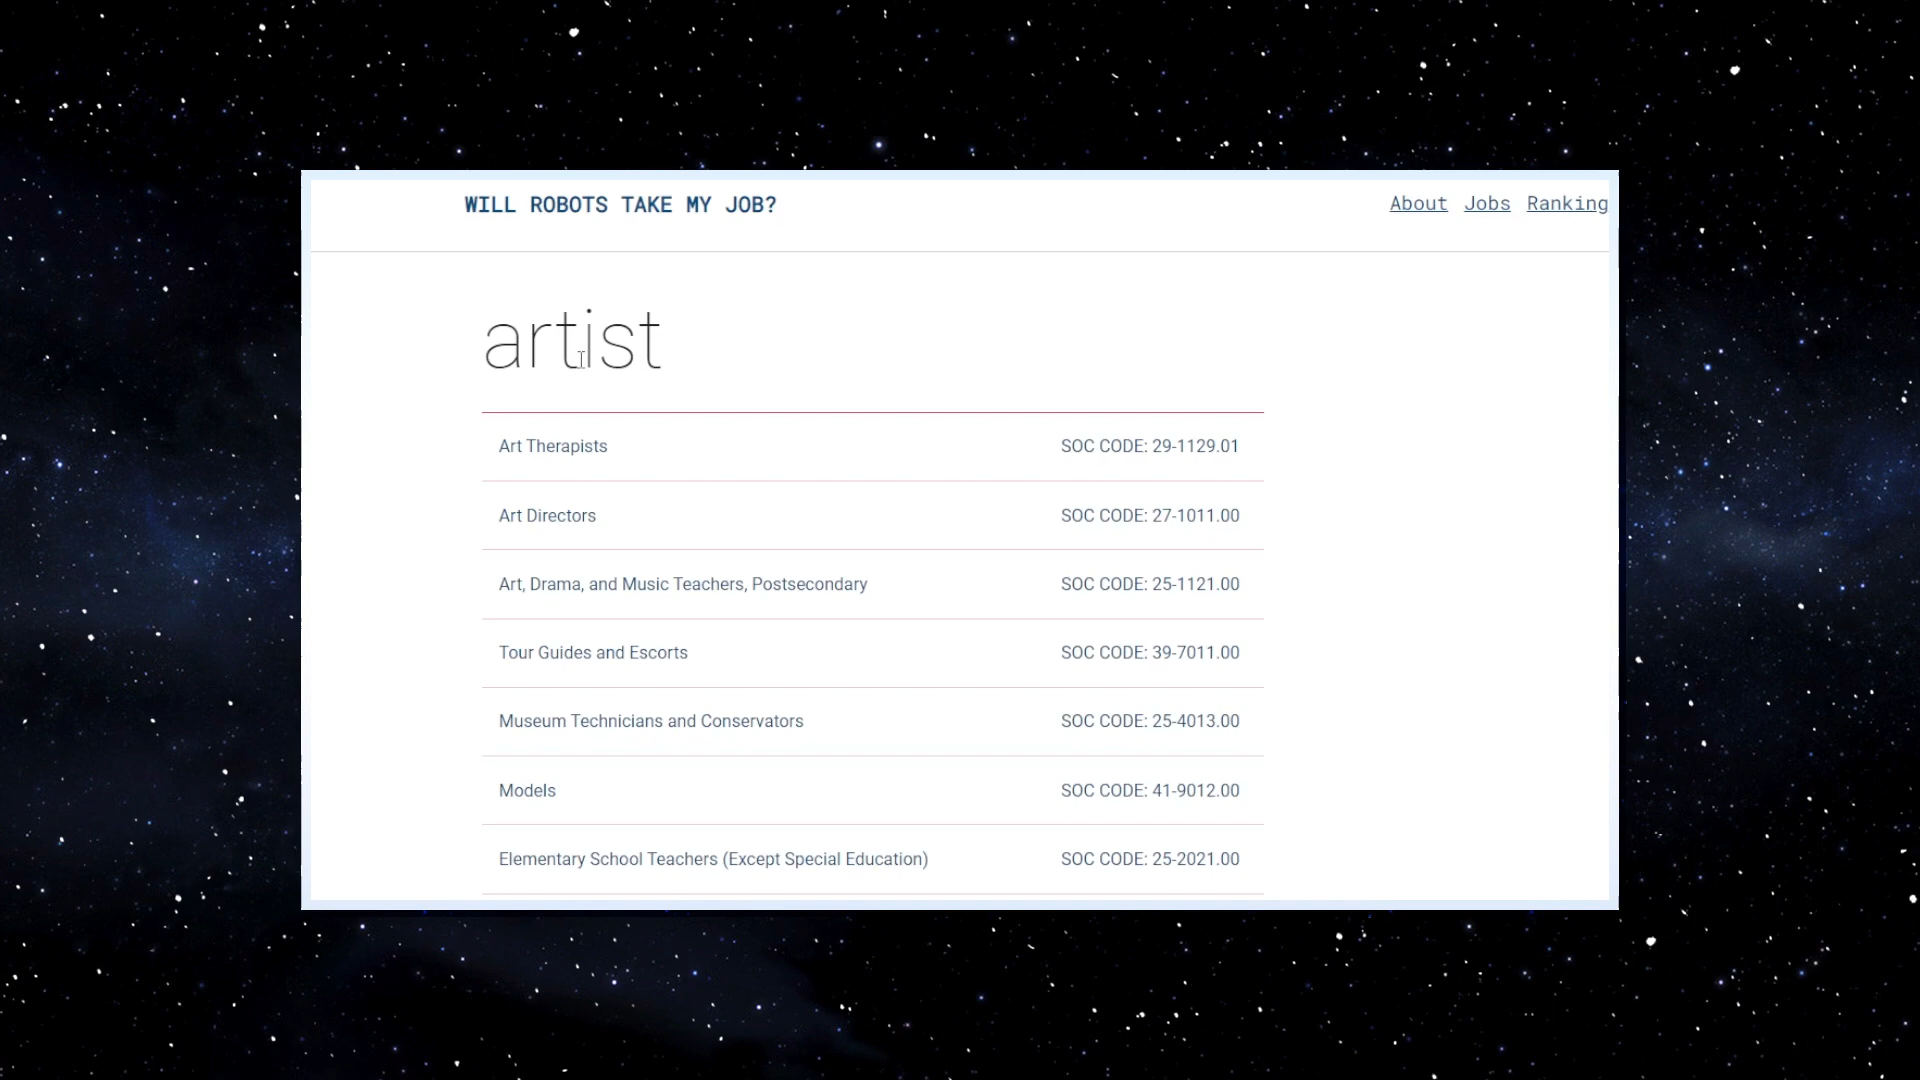 WILL ROBOTS TAKE MY JOB?
About Jobs Ranking
artist
Art Therapists SOC CODE: 29-1129.01
Art Directors SOC CODE: 27-1011.00
Art, Drama, and Music Teachers, Postsecondary SOC CODE: 25-1121.00
Tour Guides and Escorts SOC CODE: 39-7011.00
Museum Technicians and Conservators SOC CODE: 25-4013.00
Models SOC CODE: 41-9012.00
Elementary School Teachers (Except Special Education) SOC CODE: 25-2021.00